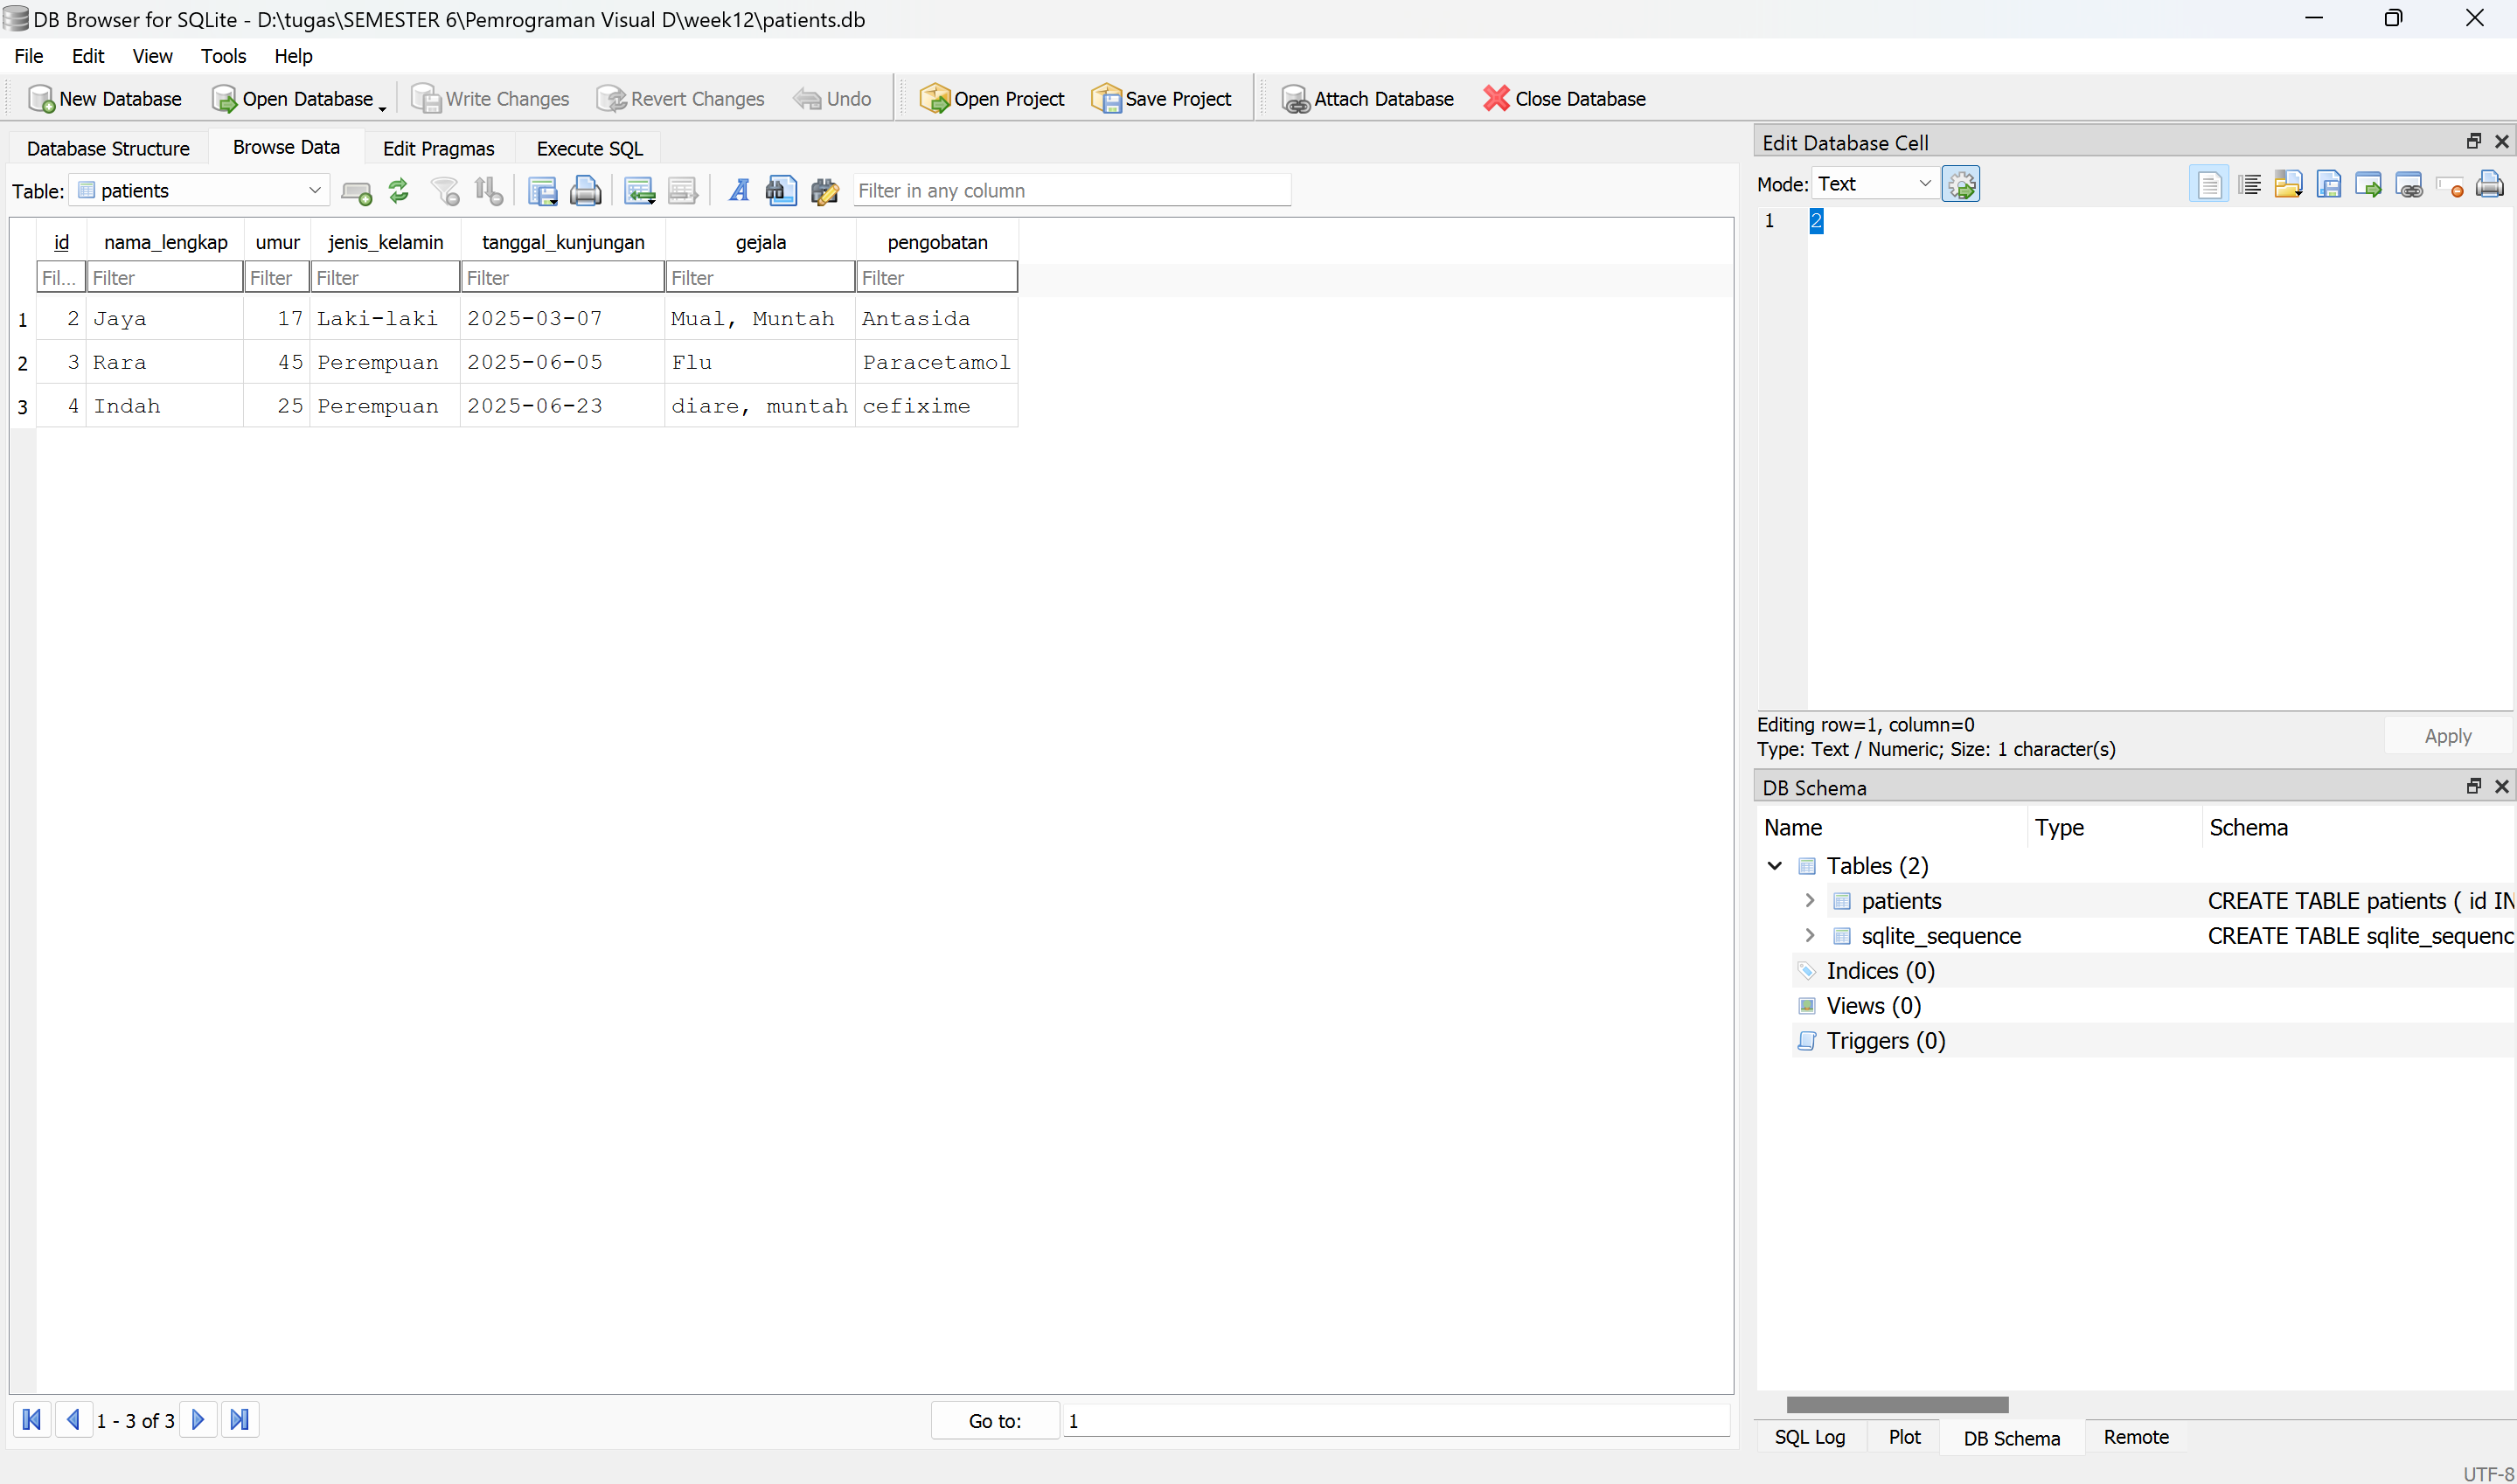 DB Browser for SQLite - D:\tugas\SEMESTER 6\Pemrograman Visual D\week12\patients.db
File Edit View Tools Help
New Database Open Database Write Changes Revert Changes Undo Open Project Save Project Attach Database Close Database
Database Structure Browse Data Edit Pragmas Execute SQL
Table: patients Filter in any column
id nama_lengkap umur jenis_kelamin tanggal_kunjungan gejala pengobatan
Fil... Filter Filter Filter Filter Filter Filter
1 2 Jaya 17 Laki-laki 2025-03-07 Mual, Muntah Antasida
2 3 Rara 45 Perempuan 2025-06-05 Flu Paracetamol
3 4 Indah 25 Perempuan 2025-06-23 diare, muntah cefixime
1 - 3 of 3 Go to: 1
Edit Database Cell
Mode: Text
1 2
Editing row=1, column=0
Type: Text / Numeric; Size: 1 character(s)
Apply
DB Schema
Name Type Schema
Tables (2)
patients CREATE TABLE patients ( id IN
sqlite_sequence CREATE TABLE sqlite_sequenc
Indices (0)
Views (0)
Triggers (0)
SQL Log Plot DB Schema Remote
UTF-8